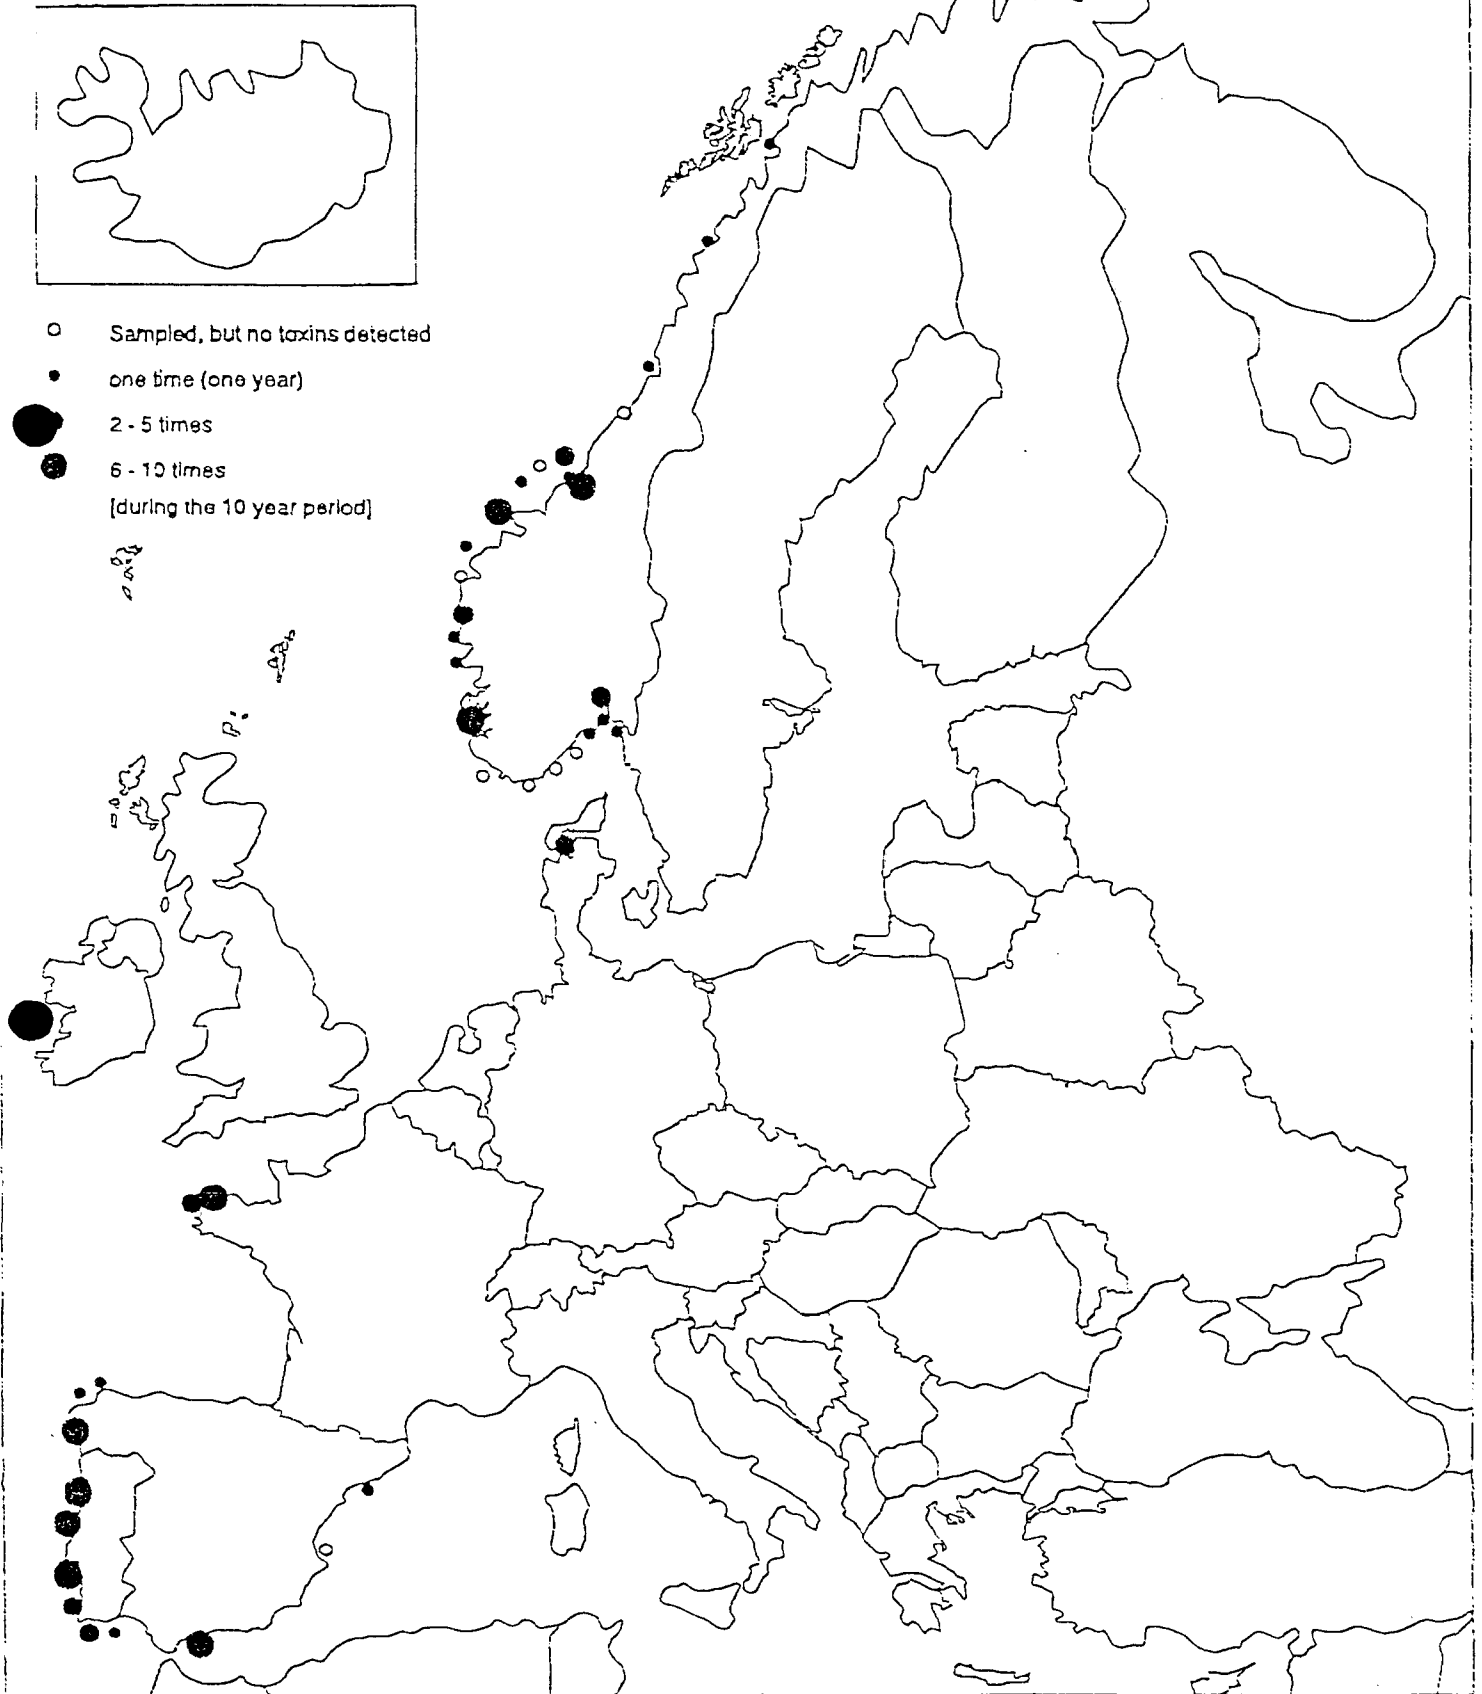 Sampled, but no toxins detected
one time (one year)
2 - 5 times
6 - 10 times
[during the 10 year period]